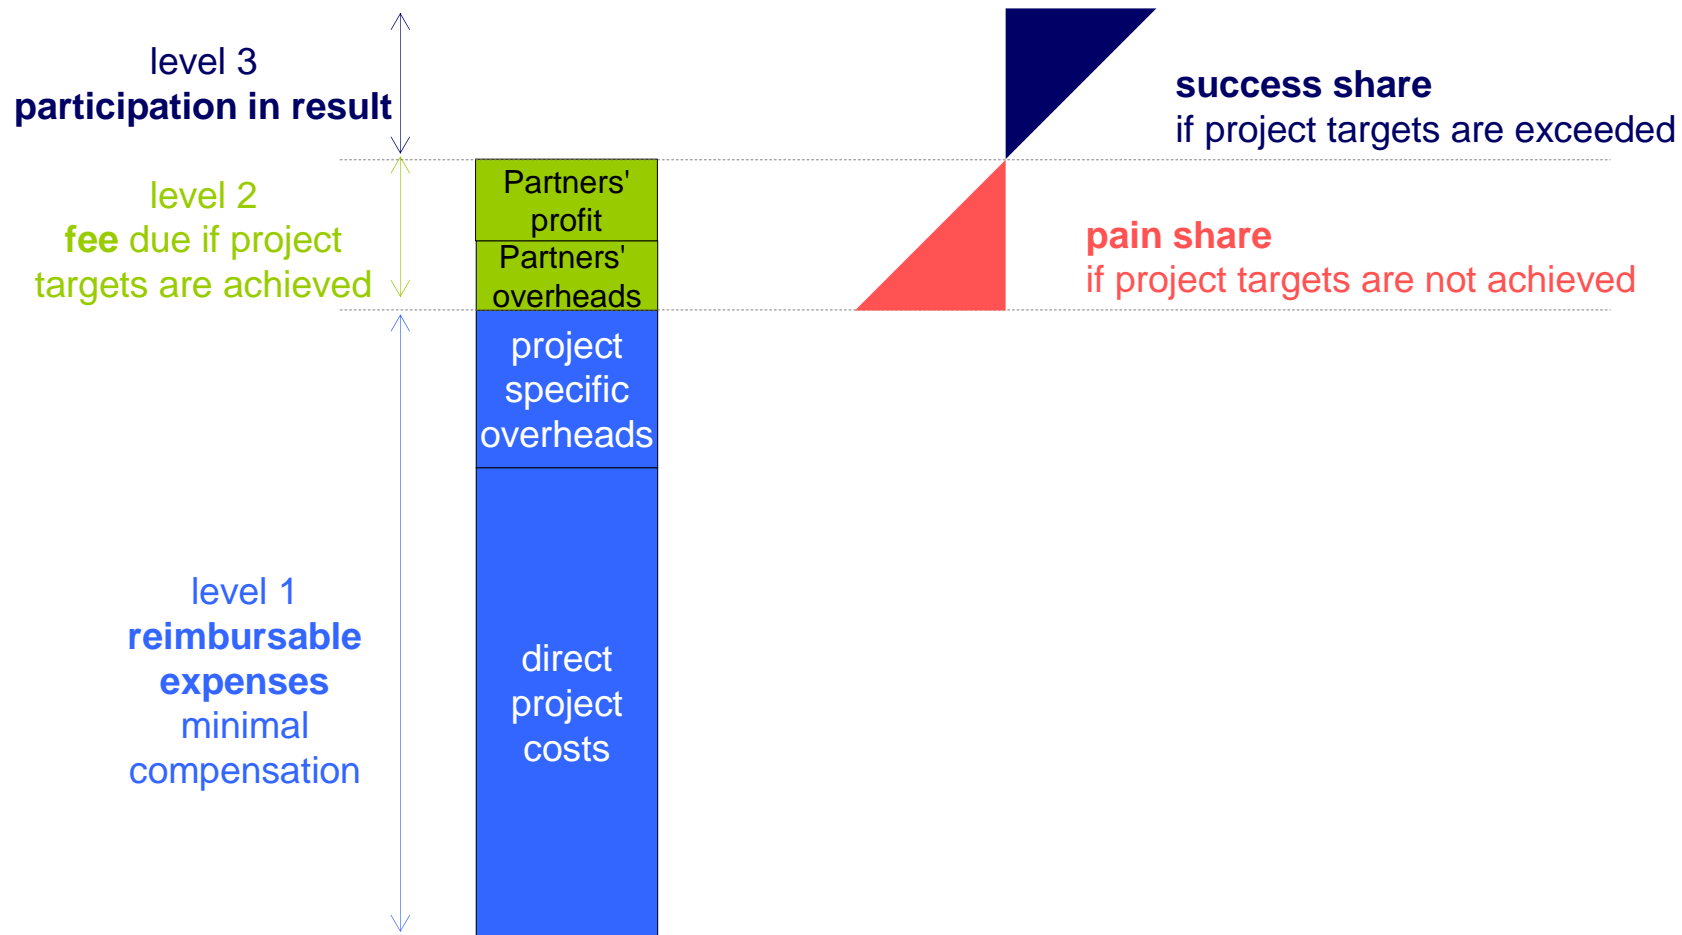 level 3
participation in result
success share
if project targets are exceeded
level 2
fee due if project
targets are achieved
Partners'
profit
Partners'
overheads
pain share
if project targets are not achieved
project
specific
overheads
level 1
reimbursable
expenses
minimal
compensation
direct
project
costs